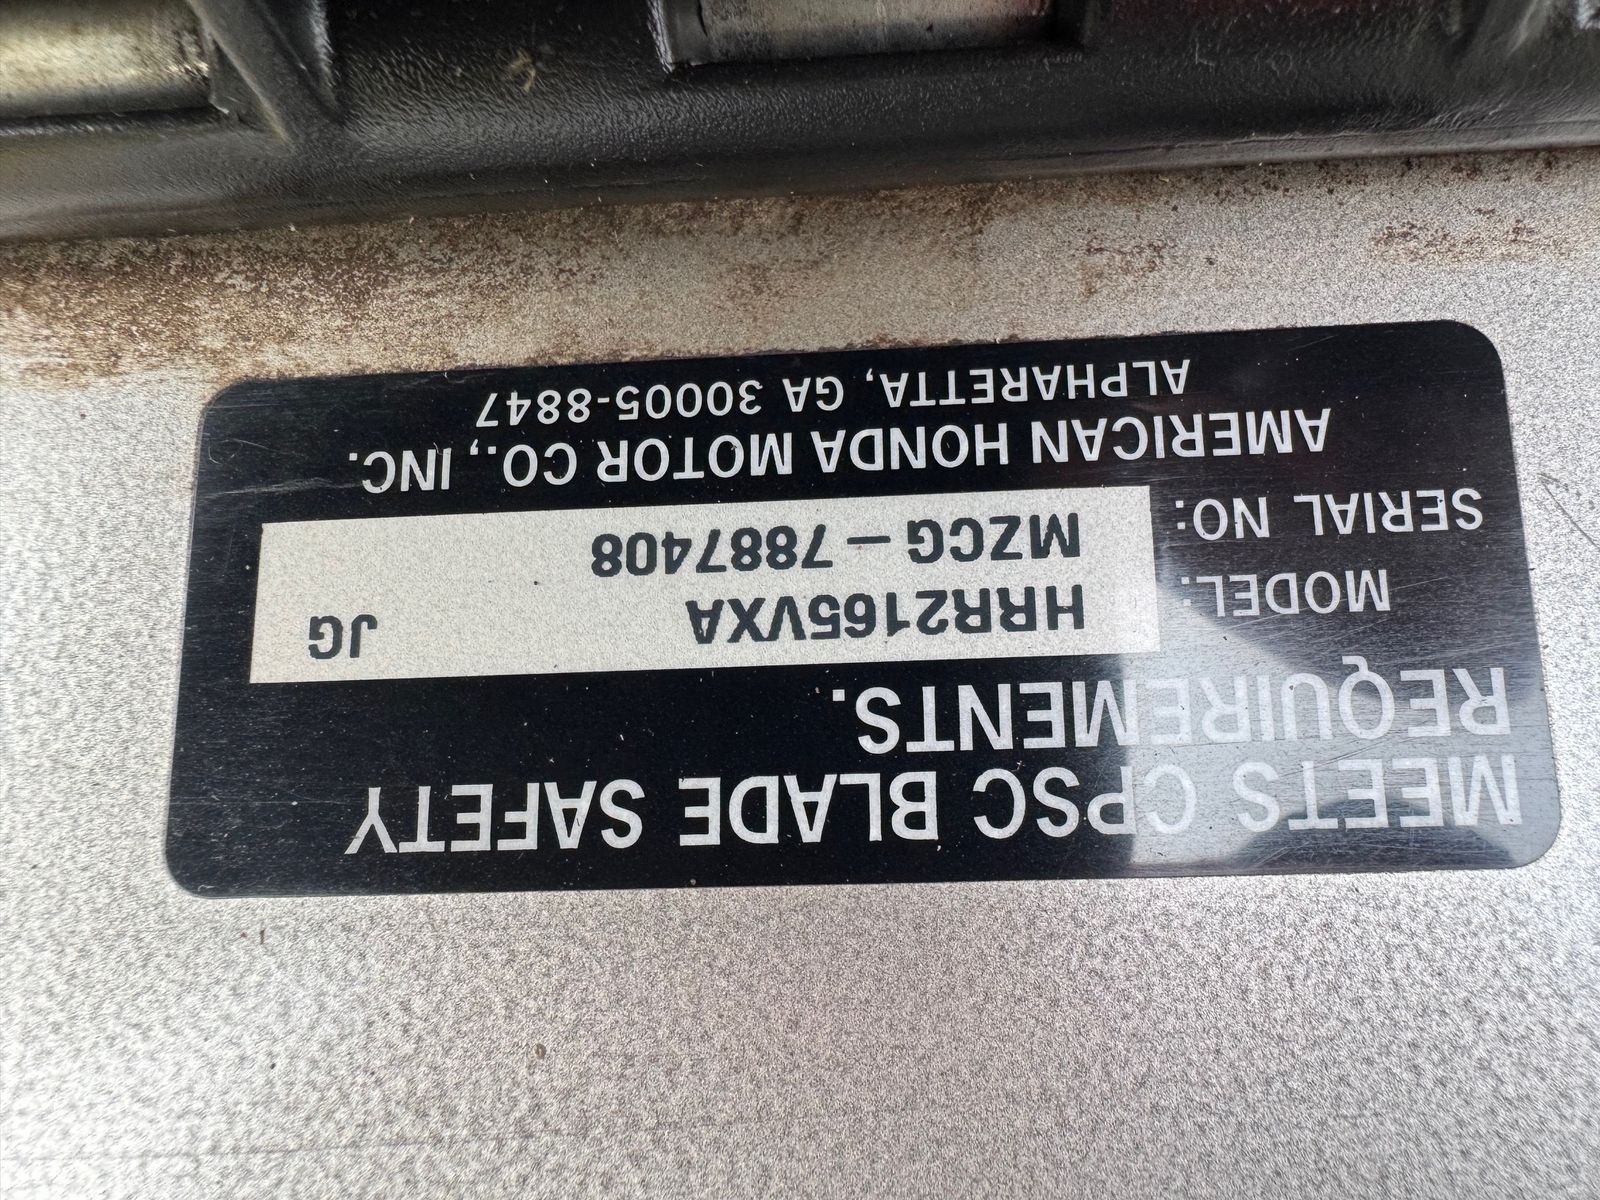 MEETS CPSC BLADE SAFETY
REQUIREMENTS.
MODEL: HRR2165VXA JG
SERIAL NO: MZCG-7887408
AMERICAN HONDA MOTOR CO., INC.
ALPHARETTA, GA 30005-8847